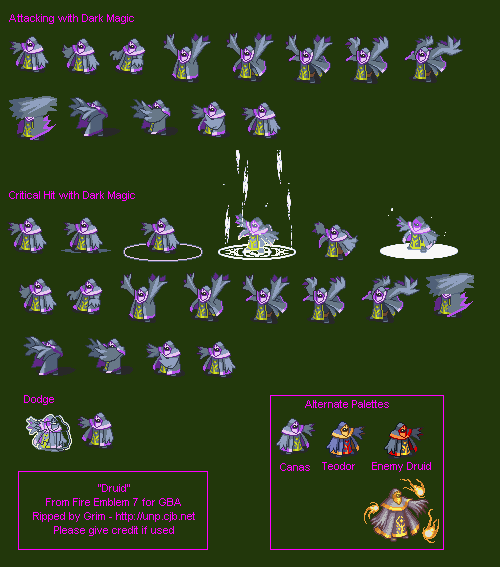 Attacking with Dark Magic
Critical Hit with Dark Magic
Dodge
Alternate Palettes
Canas Teodor Enemy Druid
"Druid"
From Fire Emblem 7 for GBA
Ripped by Grim - http://unp.cjb.net
Please give credit if used